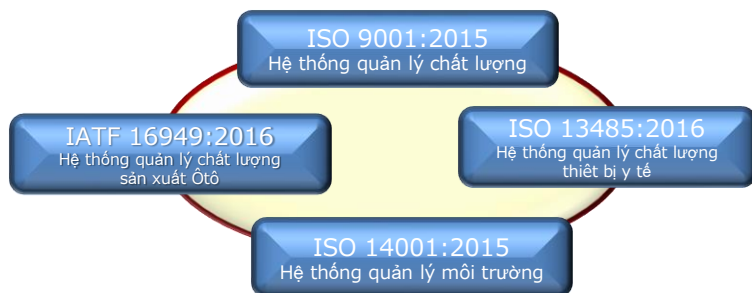 ISO 9001:2015
Hệ thống quản lý chất lượng
IATF 16949:2016
Hệ thống quản lý chất lượng
sản xuất Ôtô
ISO 13485:2016
Hệ thống quản lý chất lượng
thiêt bị y tế
ISO 14001:2015
Hệ thống quản lý môi trường